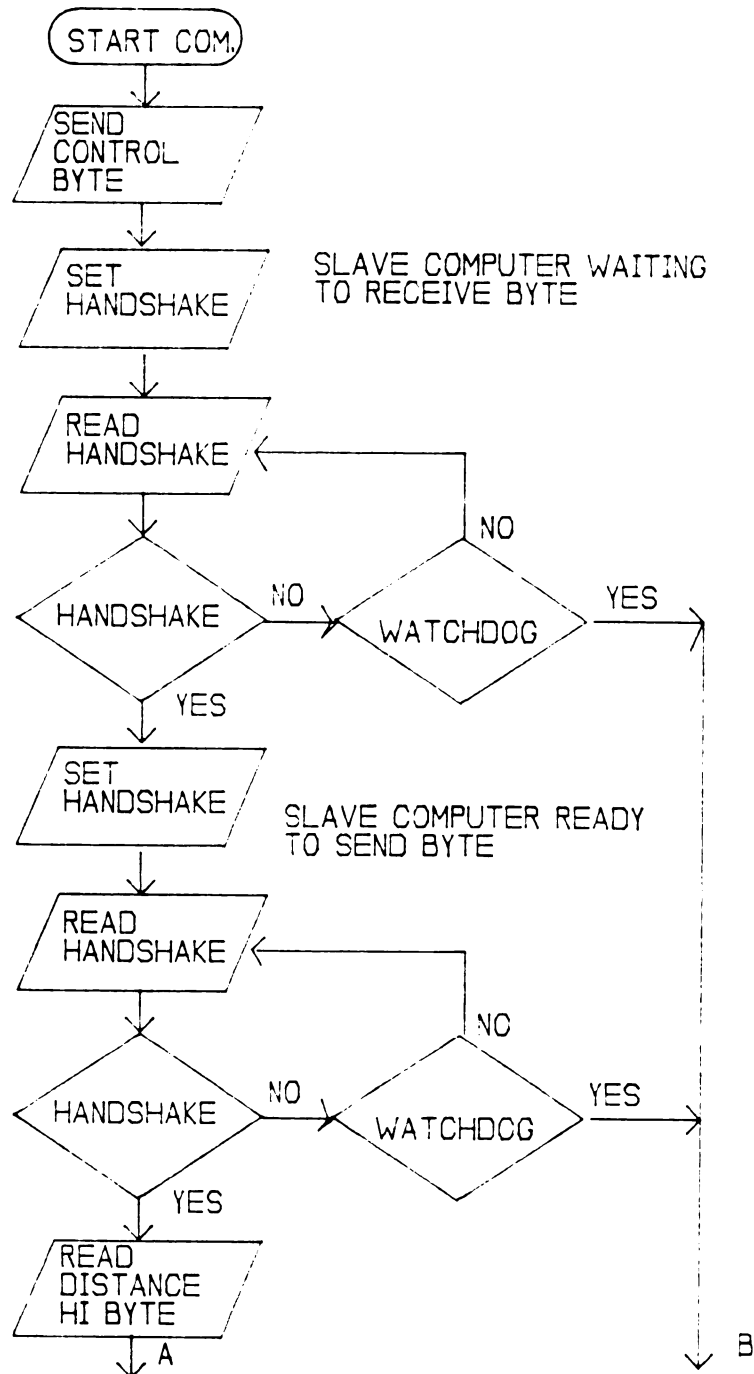 START COM.
SEND
CONTROL
BYTE
SET
HANDSHAKE
SLAVE COMPUTER WAITING
TO RECEIVE BYTE
READ
HANDSHAKE
NO
HANDSHAKE
NO
WATCHDOG
YES
YES
SET
HANDSHAKE
SLAVE COMPUTER READY
TO SEND BYTE
READ
HANDSHAKE
NO
HANDSHAKE
NO
WATCHDOG
YES
YES
READ
DISTANCE
HI BYTE
A
B